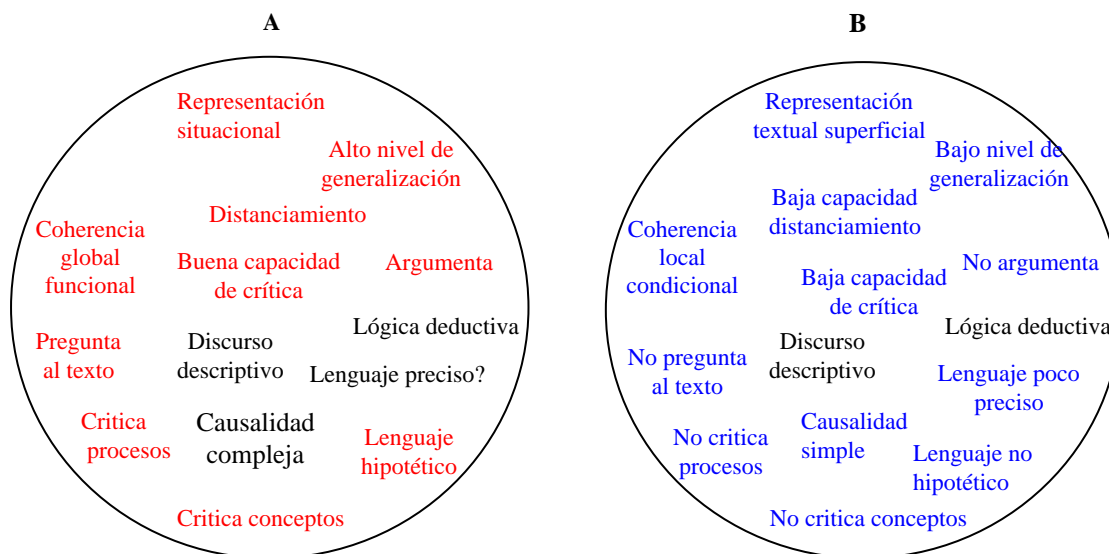 A
Representación
situacional
Alto nivel de
generalización
Distanciamiento
Coherencia
global
funcional
Buena capacidad
de crítica
Argumenta
Lógica deductiva
Pregunta
al texto
Discurso
descriptivo
Lenguaje preciso?
Critica
procesos
Causalidad
compleja
Lenguaje
hipotético
Critica conceptos
B
Representación
textual superficial
Bajo nivel de
generalización
Baja capacidad
distanciamiento
Coherencia
local
condicional
Baja capacidad
de crítica
No argumenta
Lógica deductiva
No pregunta
al texto
Discurso
descriptivo
Lenguaje poco
preciso
No critica
procesos
Causalidad
simple
Lenguaje no
hipotético
No critica conceptos